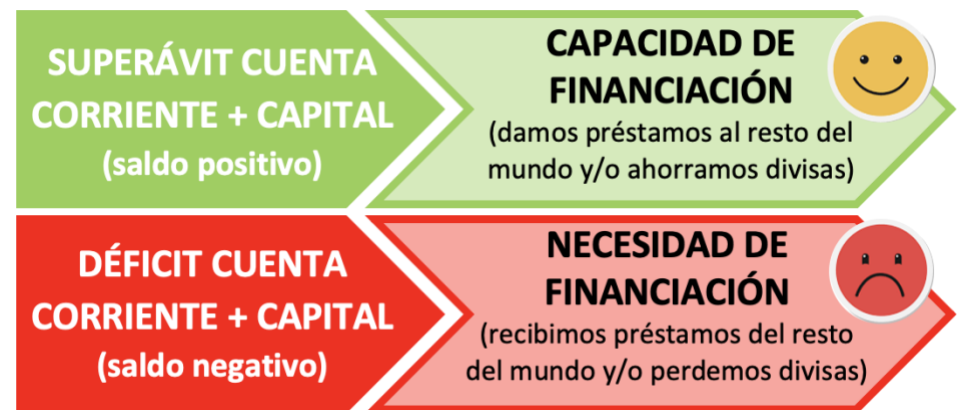 SUPERÁVIT CUENTA
CORRIENTE + CAPITAL
(saldo positivo)
CAPACIDAD DE
FINANCIACIÓN
(damos préstamos al resto del
mundo y/o ahorramos divisas)
DÉFICIT CUENTA
CORRIENTE + CAPITAL
(saldo negativo)
NECESIDAD DE
FINANCIACIÓN
(recibimos préstamos del resto
del mundo y/o perdemos divisas)